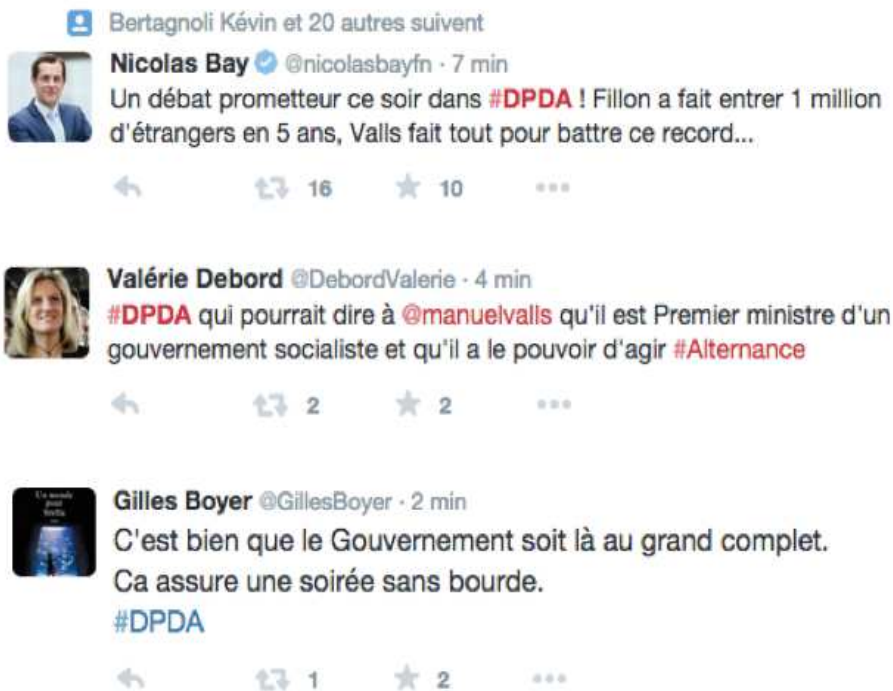 Bertagnoli Kévin et 20 autres suivent
Nicolas Bay @nicolasbayfn · 7 min
Un débat prometteur ce soir dans #DPDA ! Fillon a fait entrer 1 million
d'étrangers en 5 ans, Valls fait tout pour battre ce record...
16 10
Valérie Debord @DebordValerie · 4 min
#DPDA qui pourrait dire à @manuelvalls qu'il est Premier ministre d'un
gouvernement socialiste et qu'il a le pouvoir d'agir #Alternance
2 2
Un monde
pour
Stella
Gilles Boyer @GillesBoyer · 2 min
C'est bien que le Gouvernement soit là au grand complet.
Ca assure une soirée sans bourde.
#DPDA
1 2